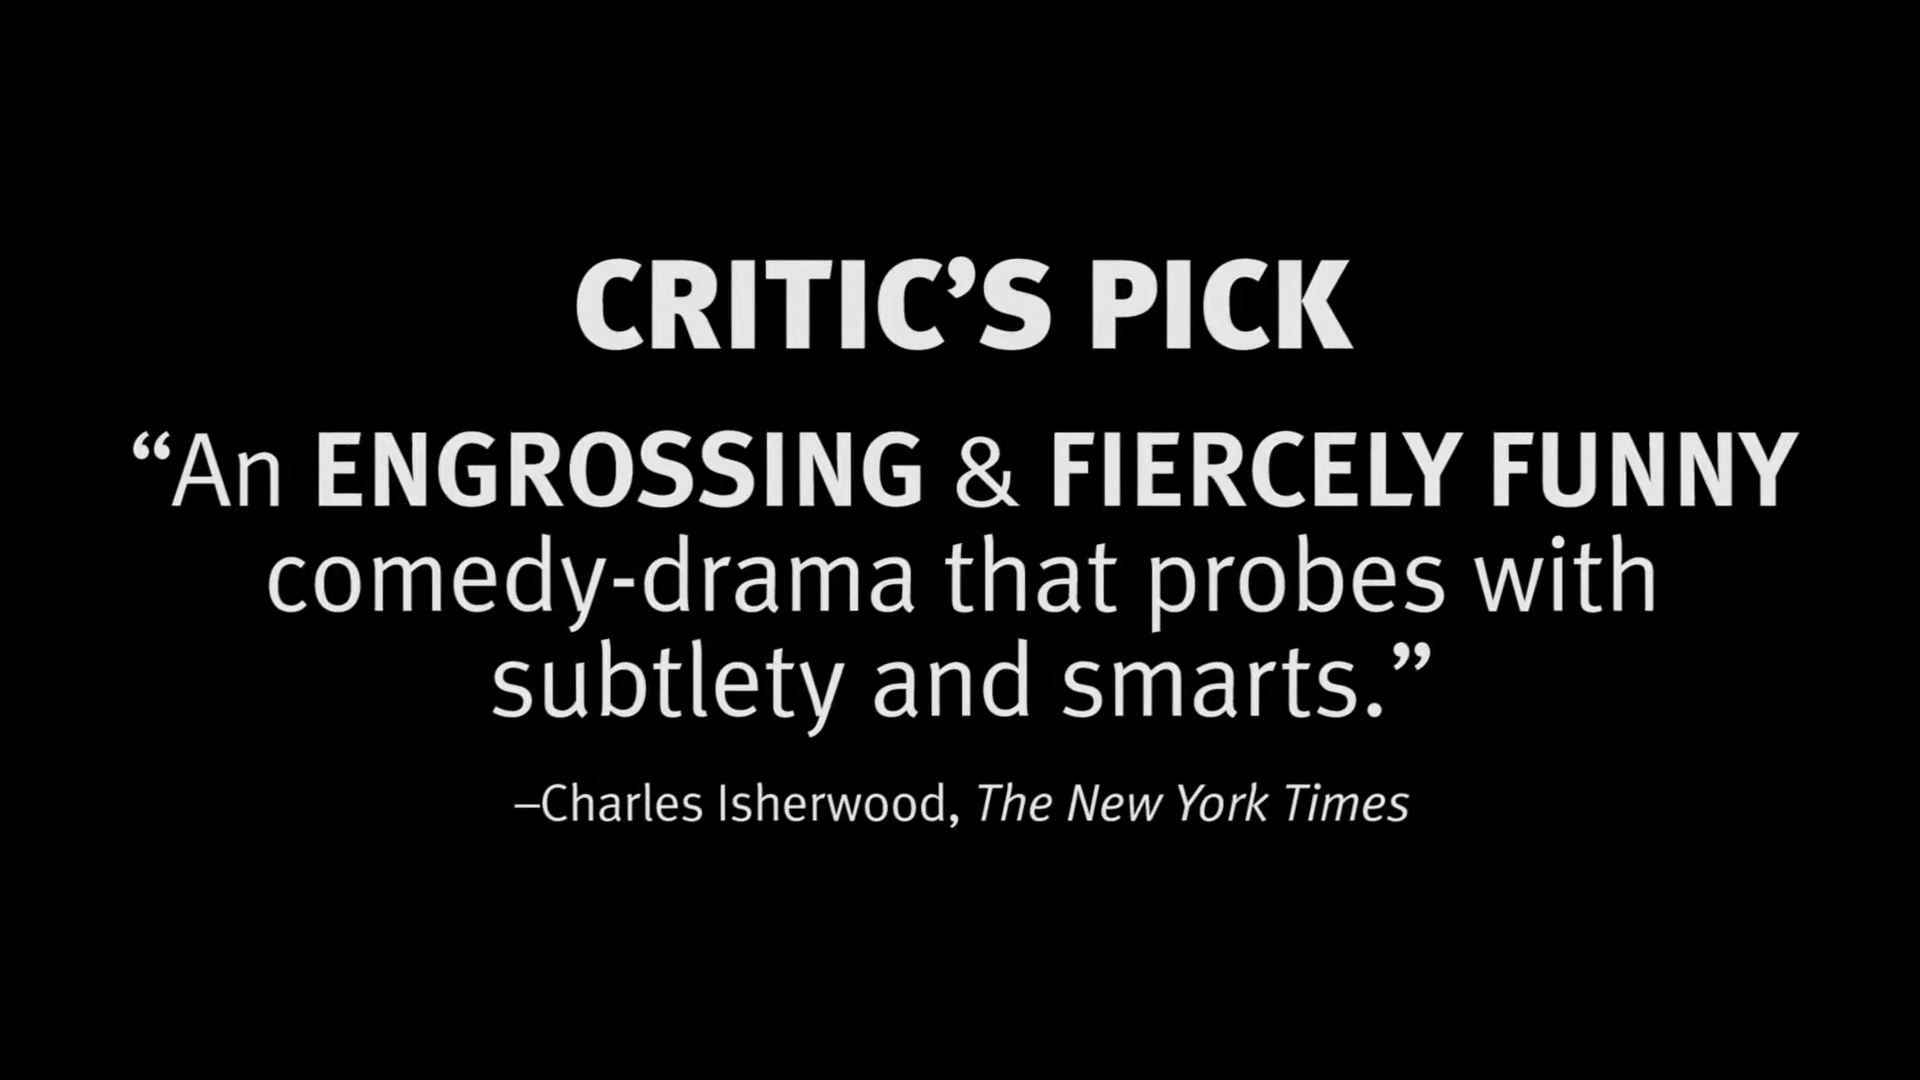 CRITIC’S PICK
“An ENGROSSING & FIERCELY FUNNY
comedy-drama that probes with
subtlety and smarts.”
–Charles Isherwood, The New York Times